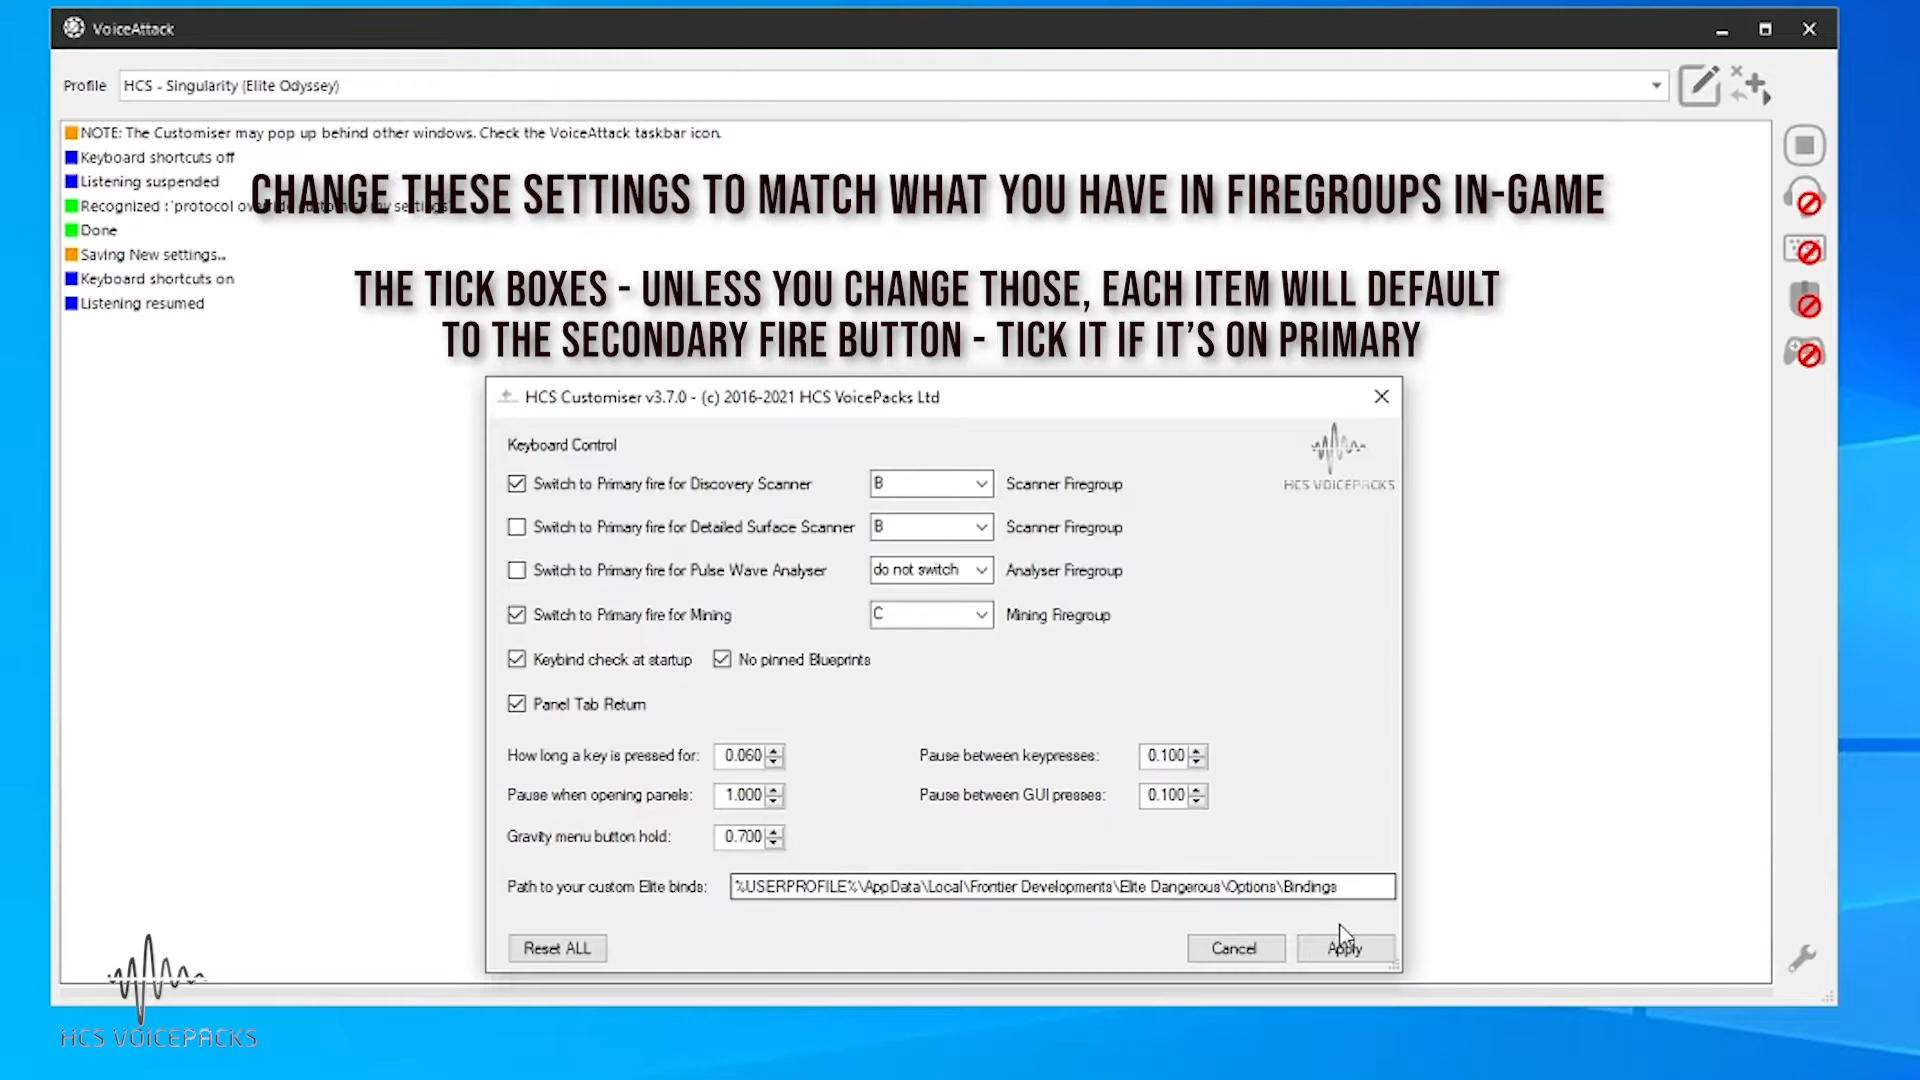 VoiceAttack
Profile HCS - Singularity (Elite Odyssey)
NOTE: The Customiser may pop up behind other windows. Check the VoiceAttack taskbar icon.
Keyboard shortcuts off
Listening suspended
CHANGE THESE SETTINGS TO MATCH WHAT YOU HAVE IN FIREGROUPS IN-GAME
Recognized : 'protocol override customise my settings'
Done
Saving New settings..
Keyboard shortcuts on
Listening resumed
THE TICK BOXES - UNLESS YOU CHANGE THOSE, EACH ITEM WILL DEFAULT
TO THE SECONDARY FIRE BUTTON - TICK IT IF IT'S ON PRIMARY
HCS Customiser v3.7.0 - (c) 2016-2021 HCS VoicePacks Ltd
Keyboard Control
HCS VOICEPACKS
Switch to Primary fire for Discovery Scanner B Scanner Firegroup
Switch to Primary fire for Detailed Surface Scanner B Scanner Firegroup
Switch to Primary fire for Pulse Wave Analyser do not switch Analyser Firegroup
Switch to Primary fire for Mining C Mining Firegroup
Keybind check at startup No pinned Blueprints
Panel Tab Return
How long a key is pressed for: 0.060 Pause between keypresses: 0.100
Pause when opening panels: 1.000 Pause between GUI presses: 0.100
Gravity menu button hold: 0.700
Path to your custom Elite binds: %USERPROFILE%\AppData\Local\Frontier Developments\Elite Dangerous\Options\Bindings
Reset ALL Cancel Apply
HCS VOICEPACKS